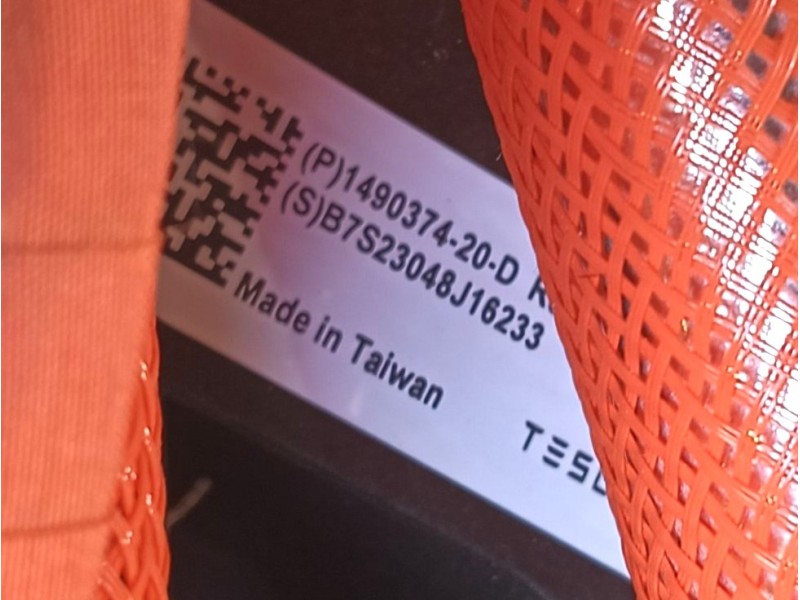 (P)1490374-20-D
(S)B7S23048J16233
Made in Taiwan